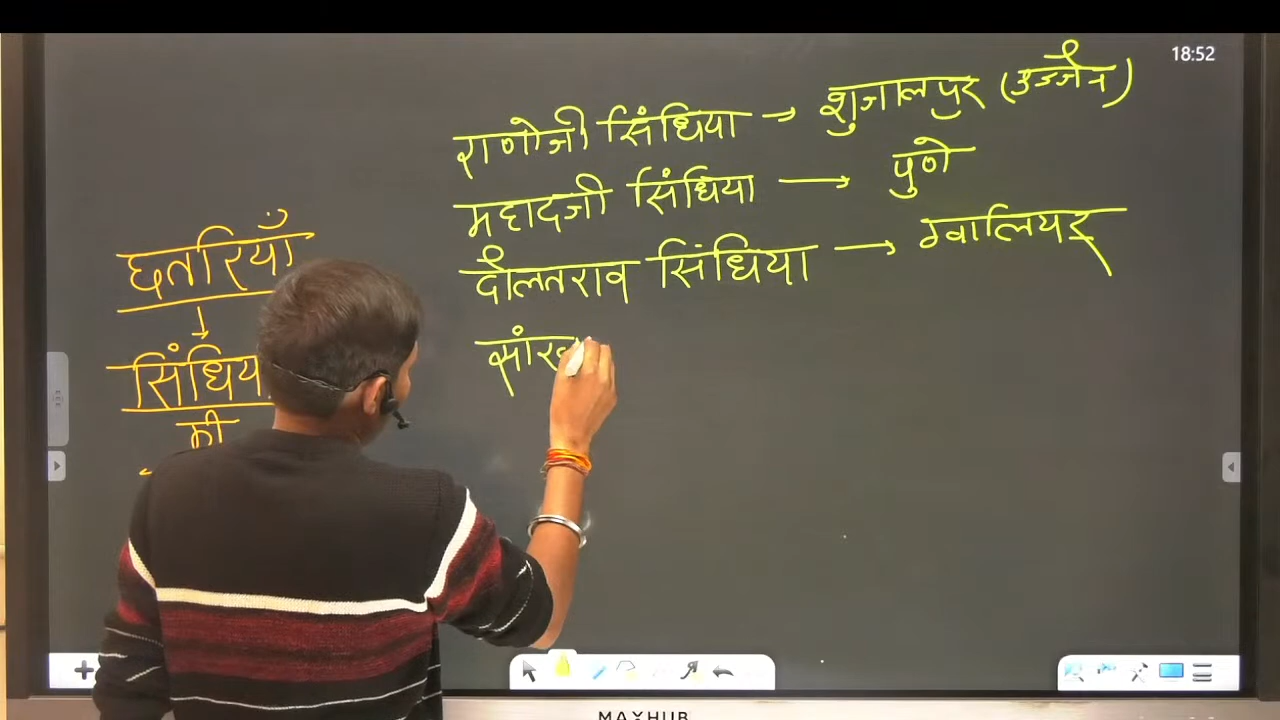 18:52
राणोजी सिंधिया → शुजालपुर (उज्जैन)
महादजी सिंधिया → पुणे
दौलतराव सिंधिया → ग्वालियर
छतरियाँ
↓
की
MAXHUB